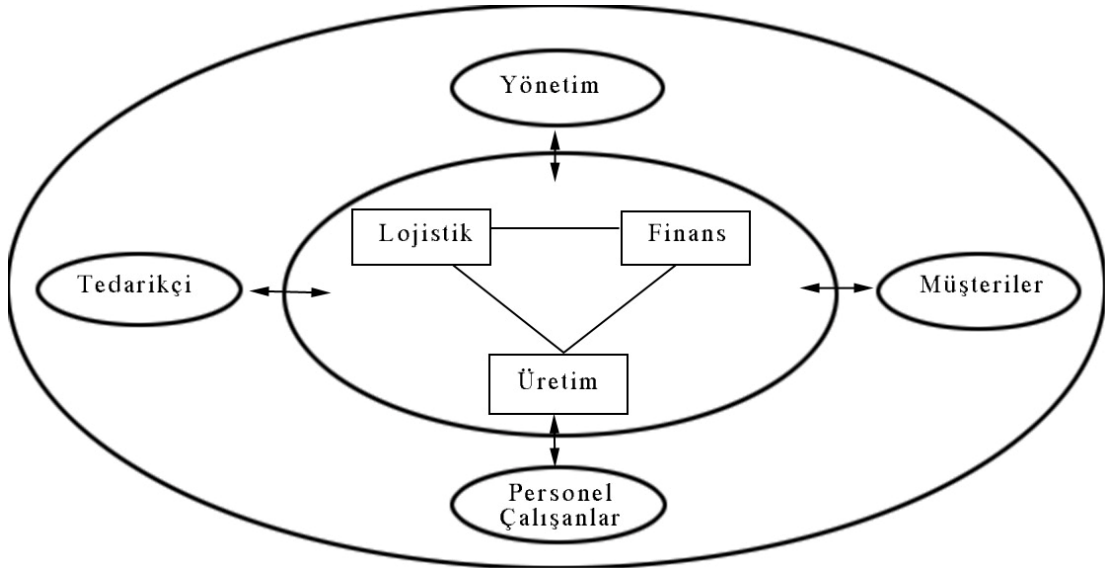 Yönetim
Lojistik
Finans
Tedarikçi
Müşteriler
Üretim
Personel
Çalışanlar